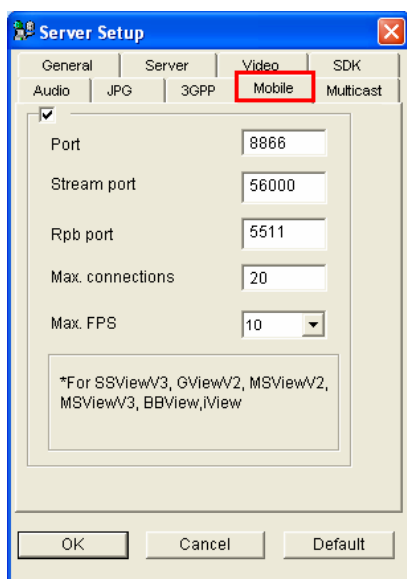 Server Setup
General Server Video SDK
Audio JPG 3GPP Mobile Multicast
Port 8866
Stream port 56000
Rpb port 5511
Max. connections 20
Max. FPS 10
*For SSViewV3, GViewV2, MSViewV2,
MSViewV3, BBView,iView
OK Cancel Default